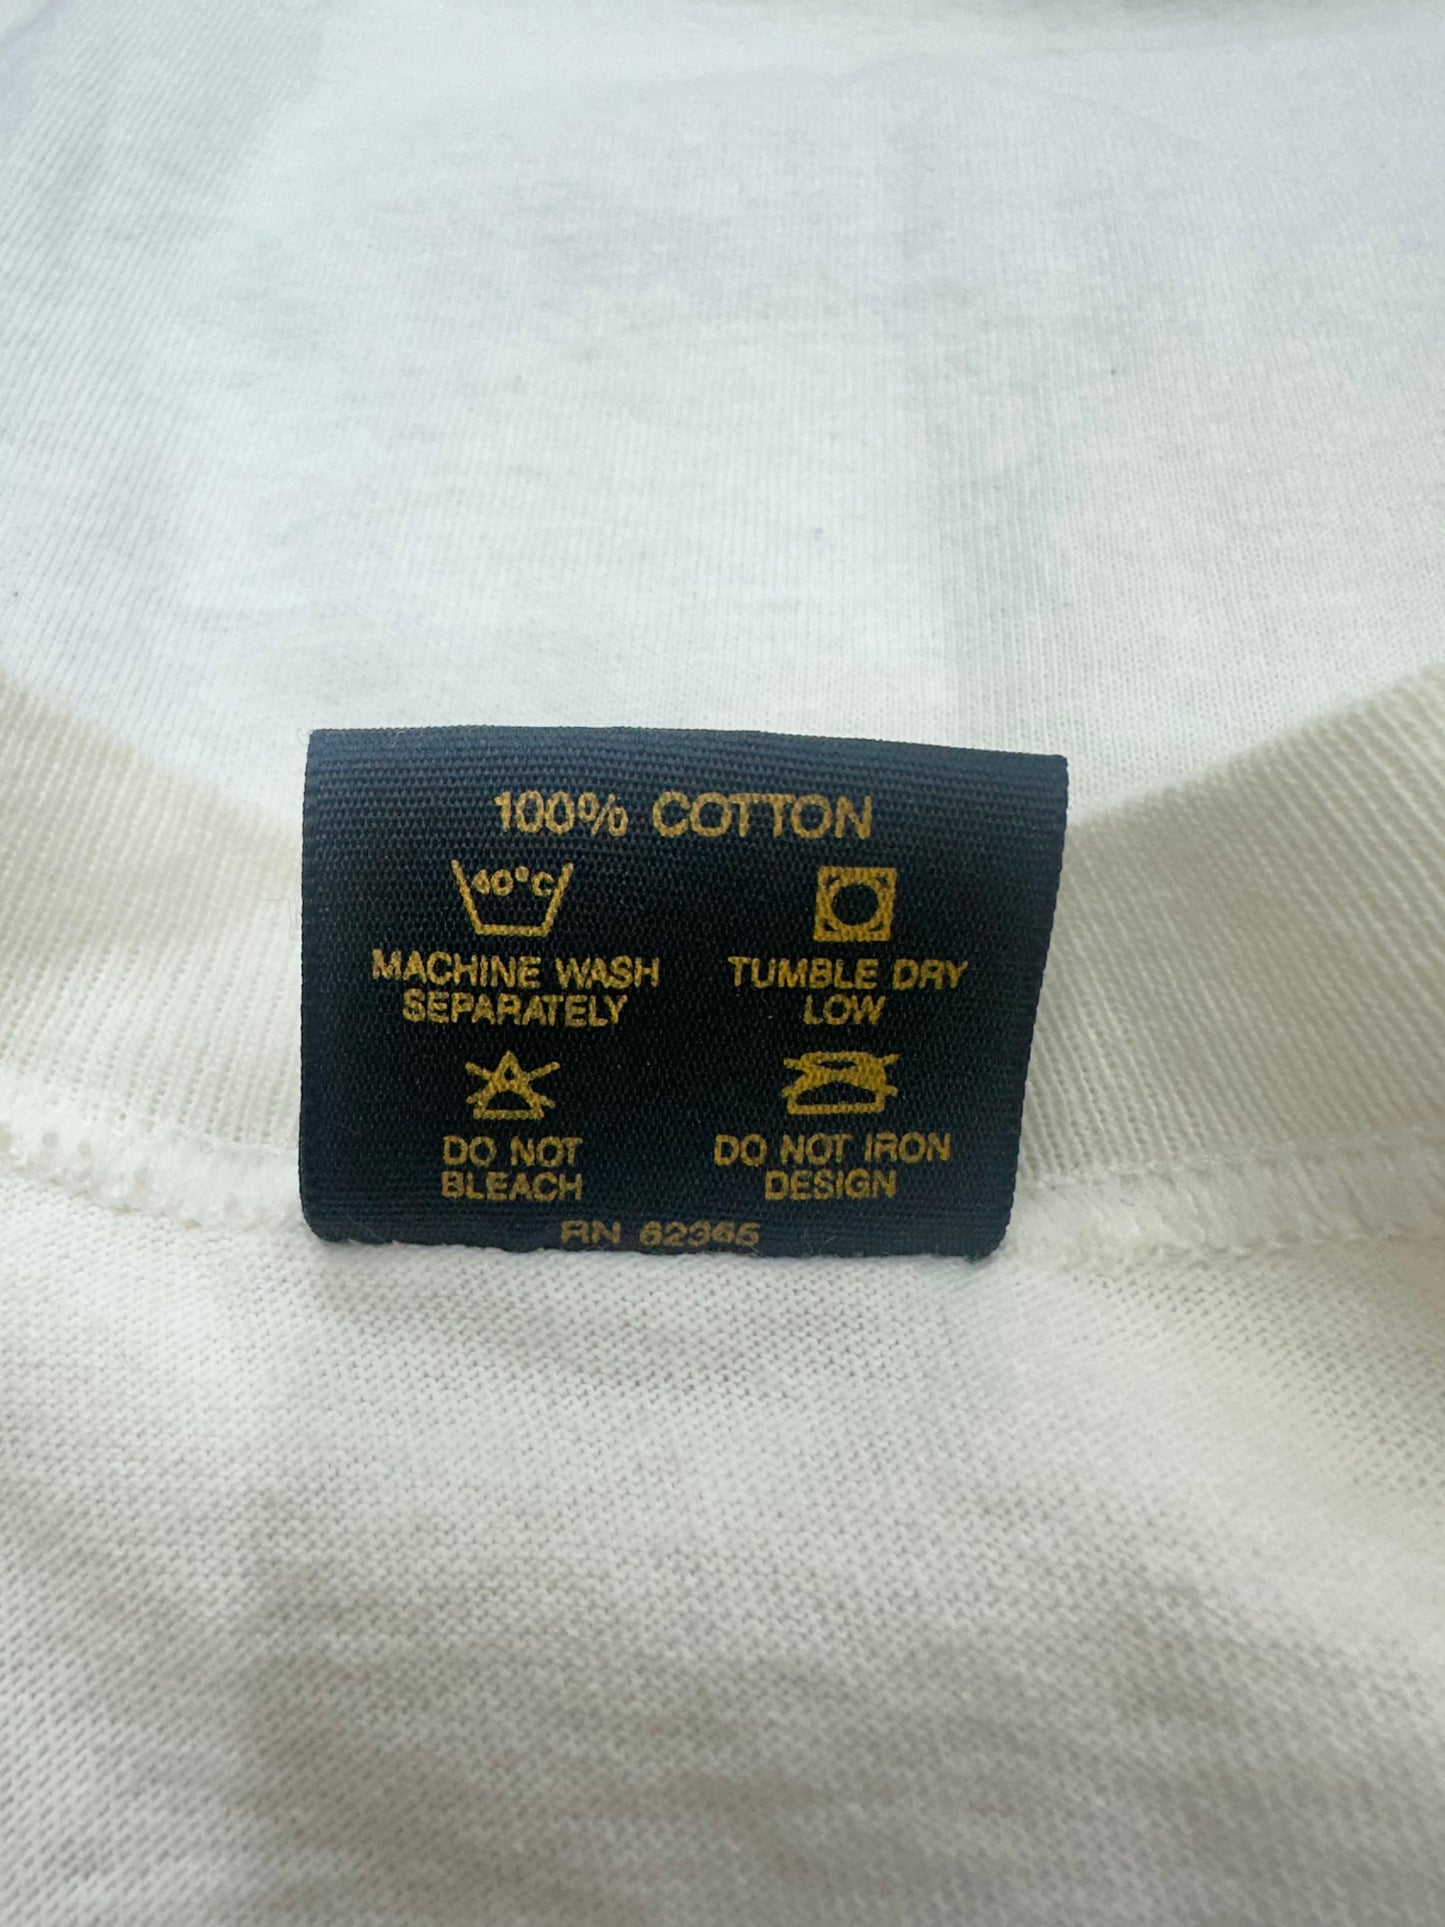 100% COTTON
40°C
MACHINE WASH
SEPARATELY
TUMBLE DRY
LOW
DO NOT
BLEACH
DO NOT IRON
DESIGN
RN 62365